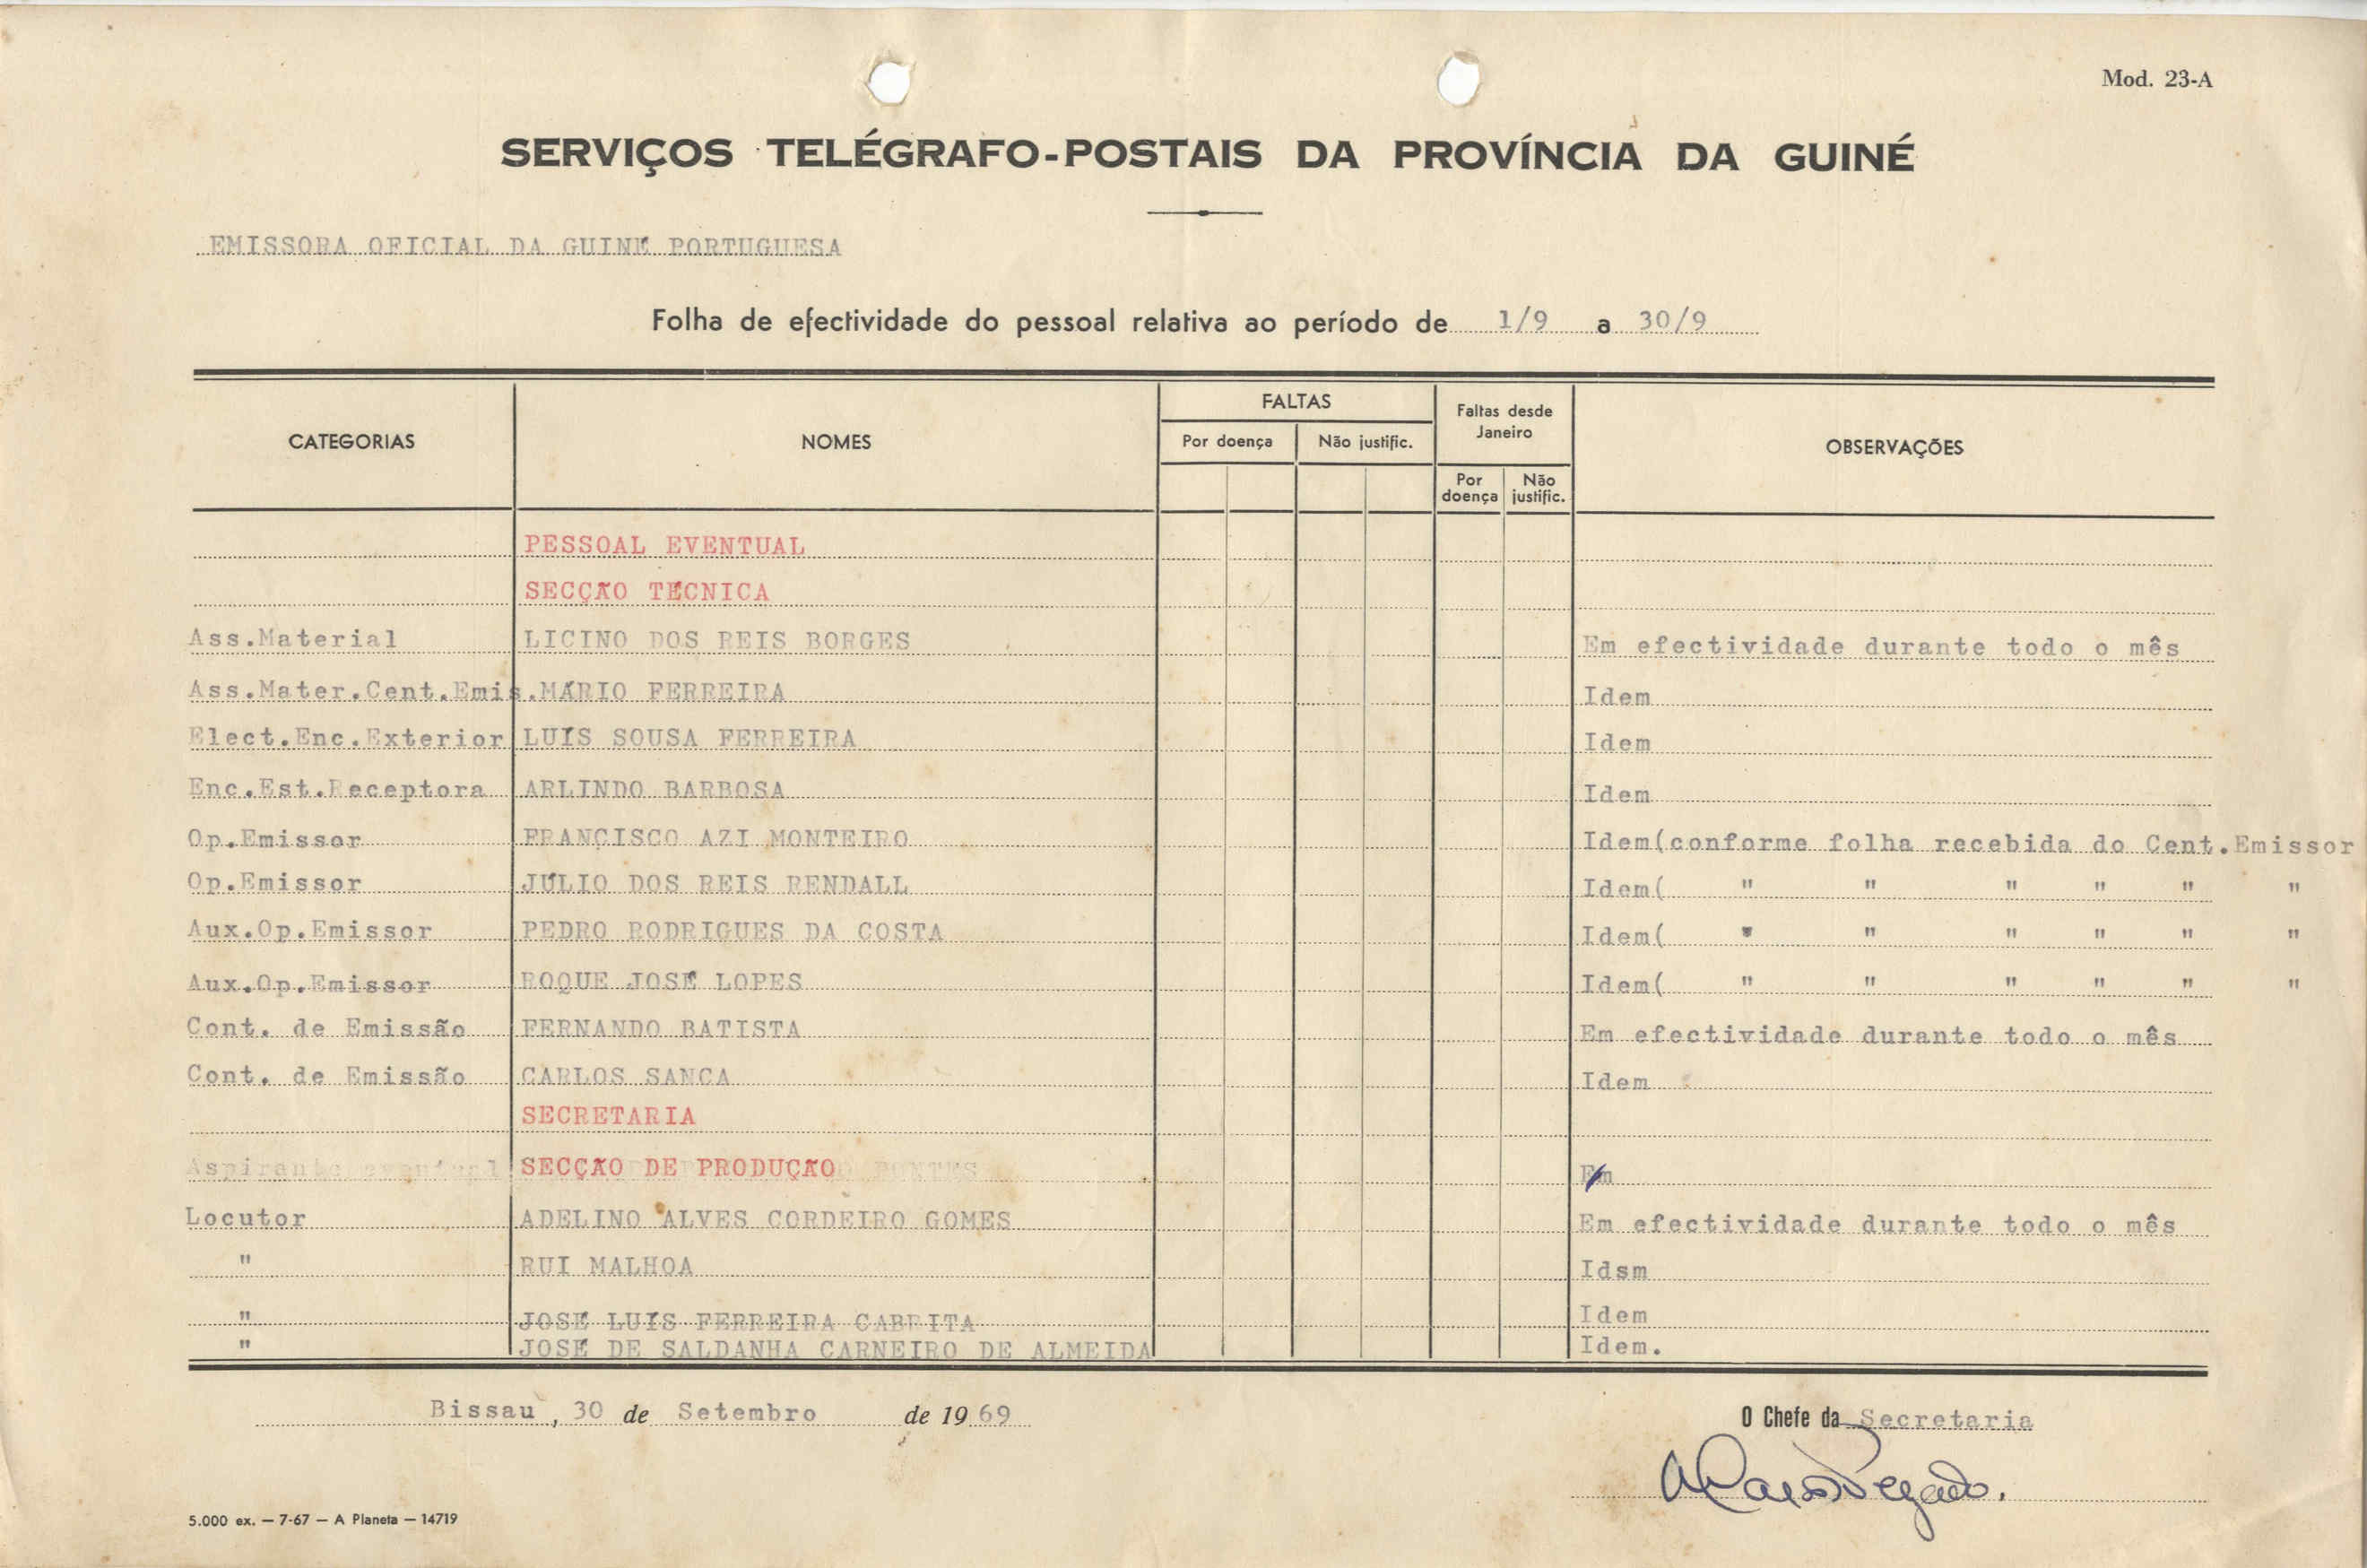 Mod. 23-A
SERVIÇOS TELÉGRAFO-POSTAIS DA PROVÍNCIA DA GUINÉ
EMISSORA OFICIAL DA GUINÉ PORTUGUESA
Folha de efectividade do pessoal relativa ao período de 1/9 a 30/9
CATEGORIAS NOMES FALTAS Faltas desde Janeiro OBSERVAÇÕES
Por doença Não justific. Por doença Não justific.
PESSOAL EVENTUAL
SECÇÃO TÉCNICA
Ass.Material LICINO DOS REIS BORGES Em efectividade durante todo o mês
Ass.Mater.Cent.Emis.MÁRIO FERREIRA Idem
Elect.Enc.Exterior LUÍS SOUSA FERREIRA Idem
Enc.Est.Receptora ARLINDO BARBOSA Idem
Op.Emissor FRANCISCO AZI MONTEIRO Idem(conforme folha recebida do Cent.Emissor
Op.Emissor JÚLIO DOS REIS RENDALL Idem( " " " " " "
Aux.Op.Emissor PEDRO RODRIGUES DA COSTA Idem( " " " " " "
Aux.Op.Emissor ROQUE JOSÉ LOPES Idem( " " " " " "
Cont. de Emissão FERNANDO BATISTA Em efectividade durante todo o mês
Cont. de Emissão CARLOS SANCA Idem
SECRETARIA
Aspirante eventual SECÇÃO DE PRODUÇÃO PONTES Em
Locutor ADELINO ALVES CORDEIRO GOMES Em efectividade durante todo o mês
" RUI MALHOA Idsm
" JOSÉ LUÍS FERREIRA CABRITA Idem
" JOSÉ DE SALDANHA CARNEIRO DE ALMEIDA Idem.
Bissau, 30 de Setembro de 1969
O Chefe da Secretaria
5.000 ex. — 7-67 — A Planeta — 14719